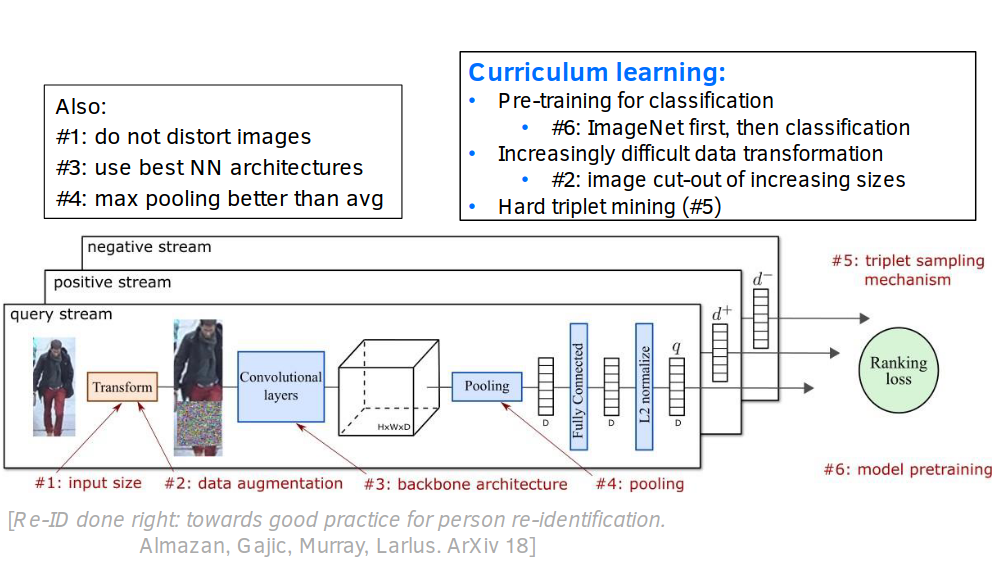 Also:
#1: do not distort images
#3: use best NN architectures
#4: max pooling better than avg
Curriculum learning:
• Pre-training for classification
• #6: ImageNet first, then classification
• Increasingly difficult data transformation
• #2: image cut-out of increasing sizes
• Hard triplet mining (#5)
negative stream
positive stream
query stream
#5: triplet sampling
mechanism
d⁻
d⁺
q
Transform
Convolutional
layers
HxWxD
Pooling
D
Fully Connected
D
L2 normalize
D
Ranking
loss
#6: model pretraining
#1: input size
#2: data augmentation
#3: backbone architecture
#4: pooling
[Re-ID done right: towards good practice for person re-identification.
Almazan, Gajic, Murray, Larlus. ArXiv 18]